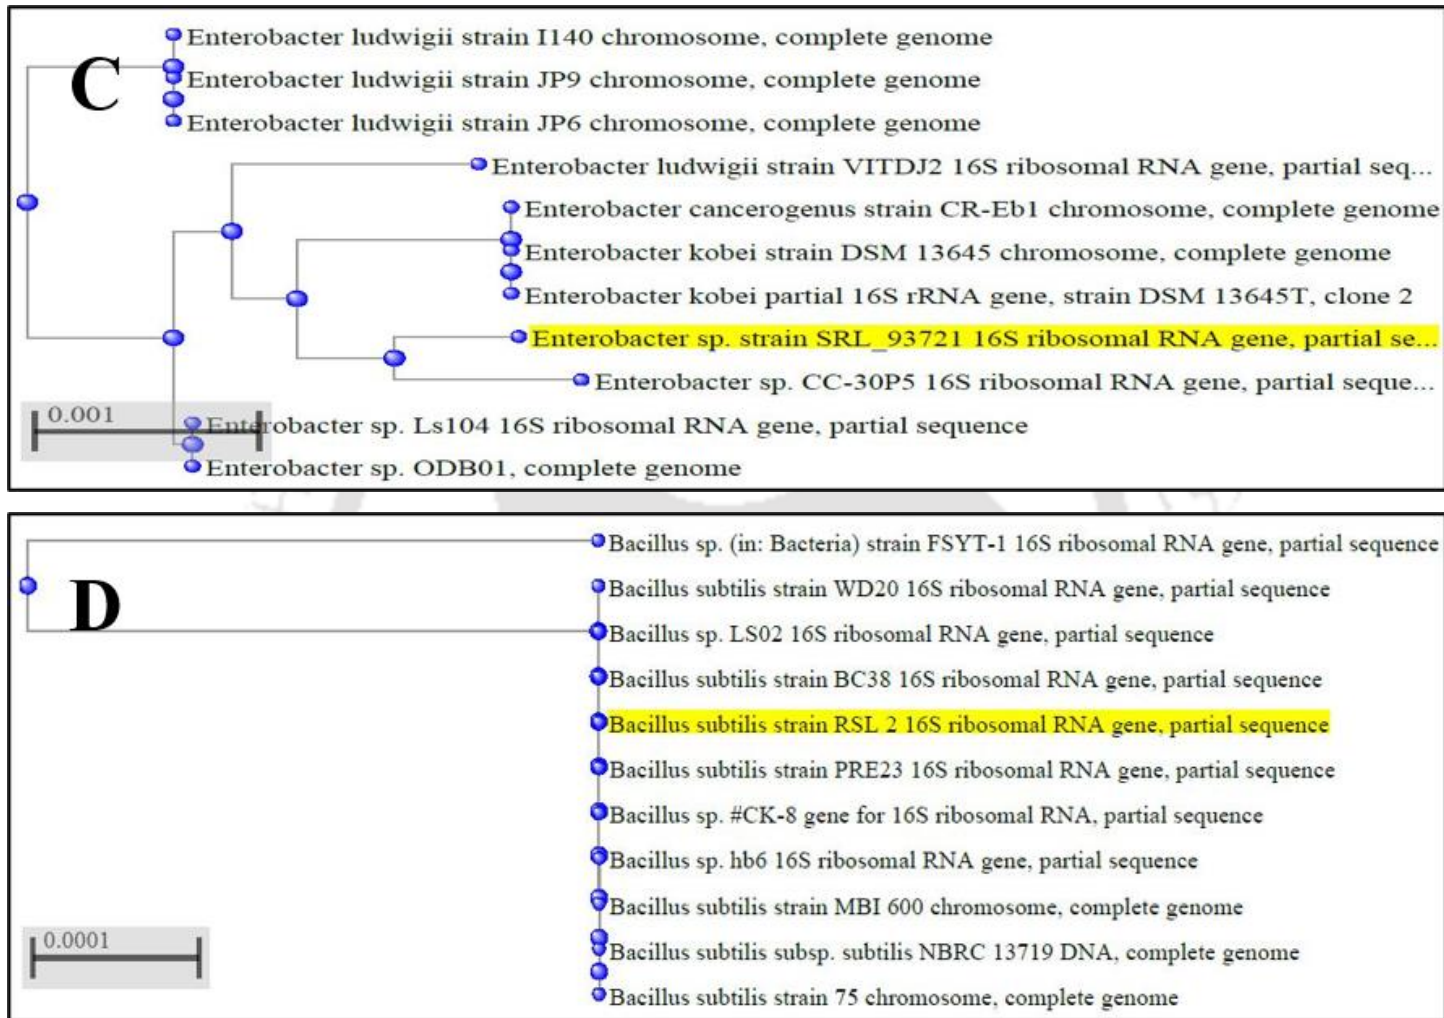 C
Enterobacter ludwigii strain I140 chromosome, complete genome
Enterobacter ludwigii strain JP9 chromosome, complete genome
Enterobacter ludwigii strain JP6 chromosome, complete genome
Enterobacter ludwigii strain VITDJ2 16S ribosomal RNA gene, partial seq...
Enterobacter cancerogenus strain CR-Eb1 chromosome, complete genome
Enterobacter kobei strain DSM 13645 chromosome, complete genome
Enterobacter kobei partial 16S rRNA gene, strain DSM 13645T, clone 2
Enterobacter sp. strain SRL_93721 16S ribosomal RNA gene, partial se...
Enterobacter sp. CC-30P5 16S ribosomal RNA gene, partial seque...
0.001
Enterobacter sp. Ls104 16S ribosomal RNA gene, partial sequence
Enterobacter sp. ODB01, complete genome
D
Bacillus sp. (in: Bacteria) strain FSYT-1 16S ribosomal RNA gene, partial sequence
Bacillus subtilis strain WD20 16S ribosomal RNA gene, partial sequence
Bacillus sp. LS02 16S ribosomal RNA gene, partial sequence
Bacillus subtilis strain BC38 16S ribosomal RNA gene, partial sequence
Bacillus subtilis strain RSL 2 16S ribosomal RNA gene, partial sequence
Bacillus subtilis strain PRE23 16S ribosomal RNA gene, partial sequence
Bacillus sp. #CK-8 gene for 16S ribosomal RNA, partial sequence
Bacillus sp. hb6 16S ribosomal RNA gene, partial sequence
Bacillus subtilis strain MBI 600 chromosome, complete genome
0.0001
Bacillus subtilis subsp. subtilis NBRC 13719 DNA, complete genome
Bacillus subtilis strain 75 chromosome, complete genome